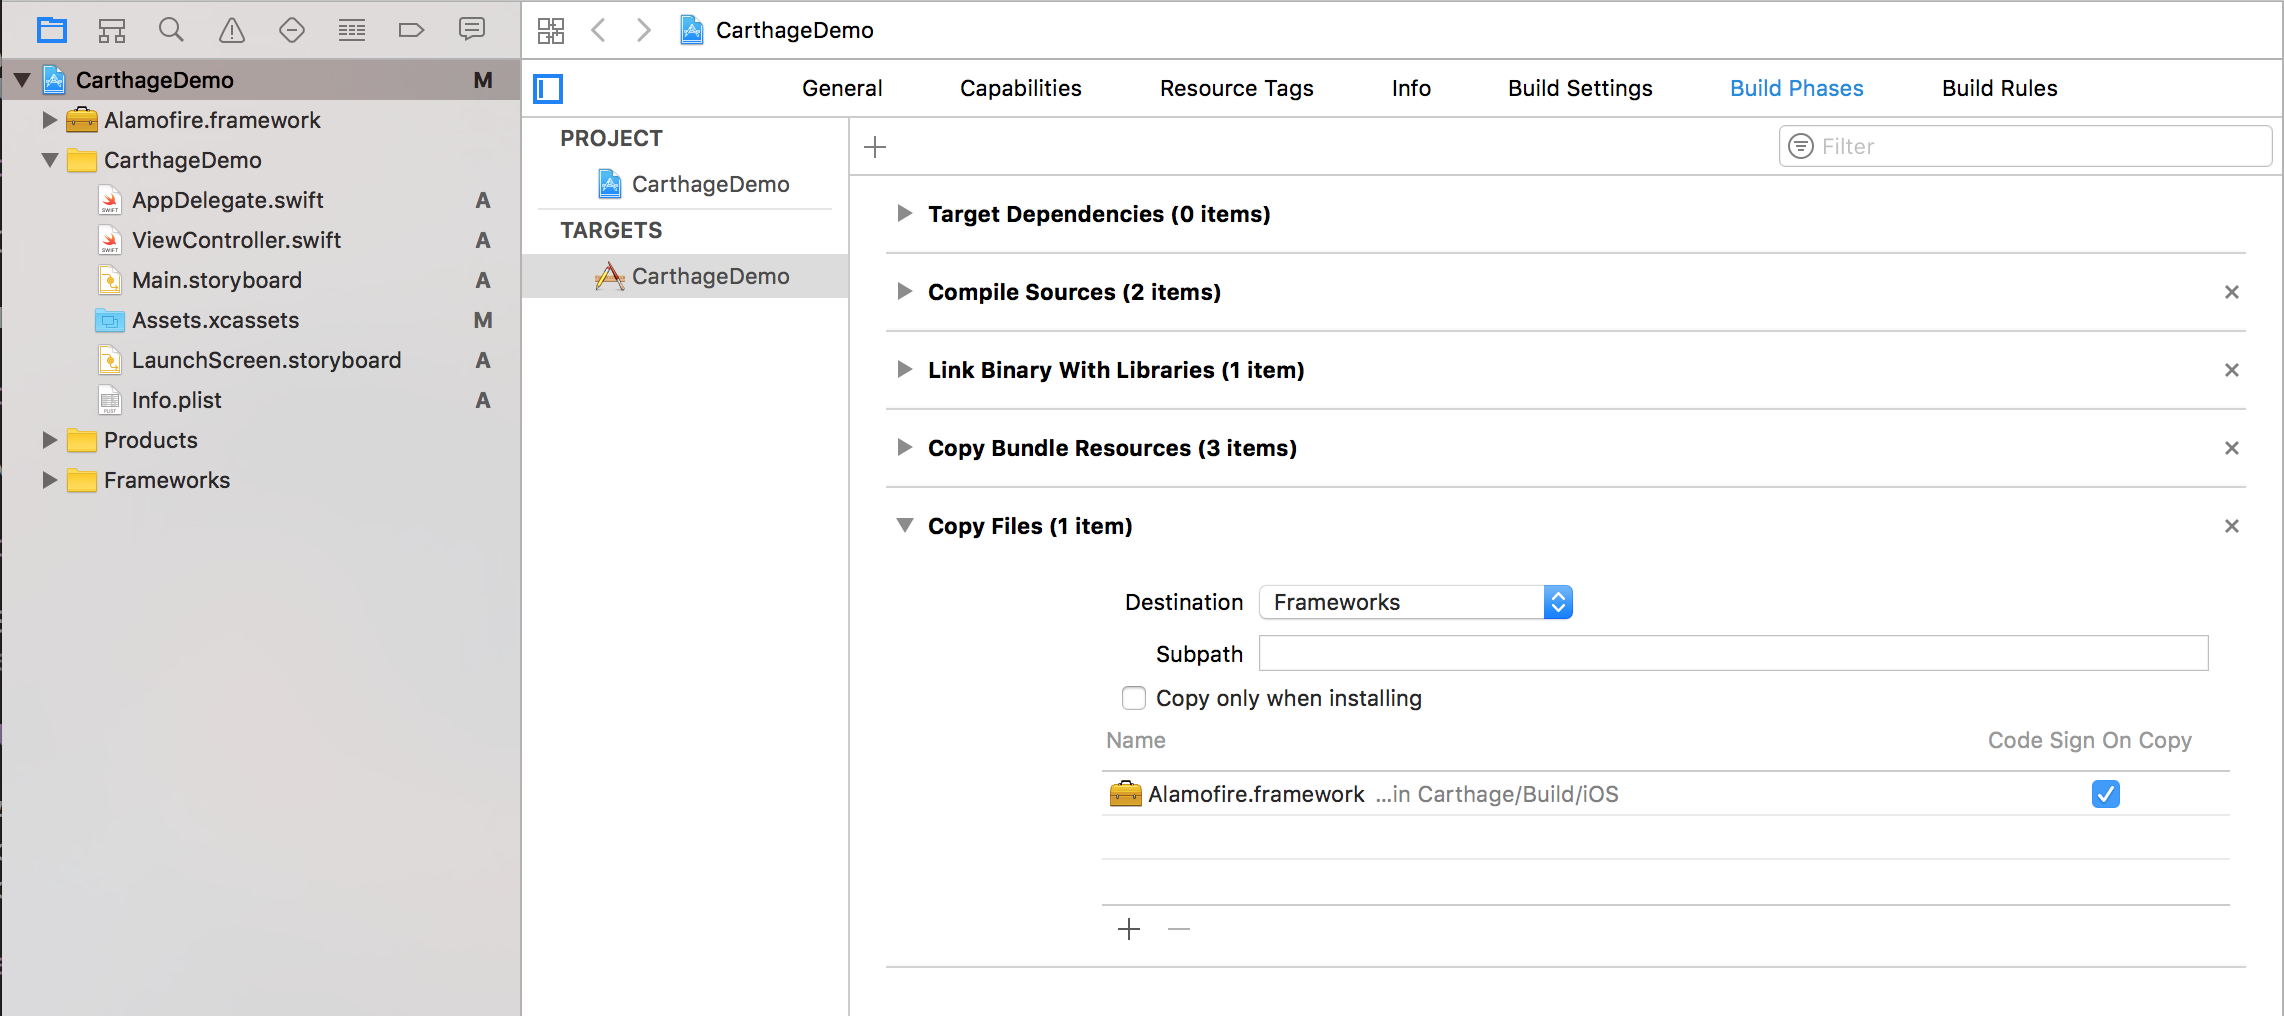 CarthageDemo
General Capabilities Resource Tags Info Build Settings Build Phases Build Rules
CarthageDemo M
Alamofire.framework
CarthageDemo
AppDelegate.swift A
ViewController.swift A
Main.storyboard A
Assets.xcassets M
LaunchScreen.storyboard A
Info.plist A
Products
Frameworks
PROJECT
CarthageDemo
TARGETS
CarthageDemo
Filter
Target Dependencies (0 items)
Compile Sources (2 items)
Link Binary With Libraries (1 item)
Copy Bundle Resources (3 items)
Copy Files (1 item)
Destination Frameworks
Subpath
Copy only when installing
Name Code Sign On Copy
Alamofire.framework ...in Carthage/Build/iOS